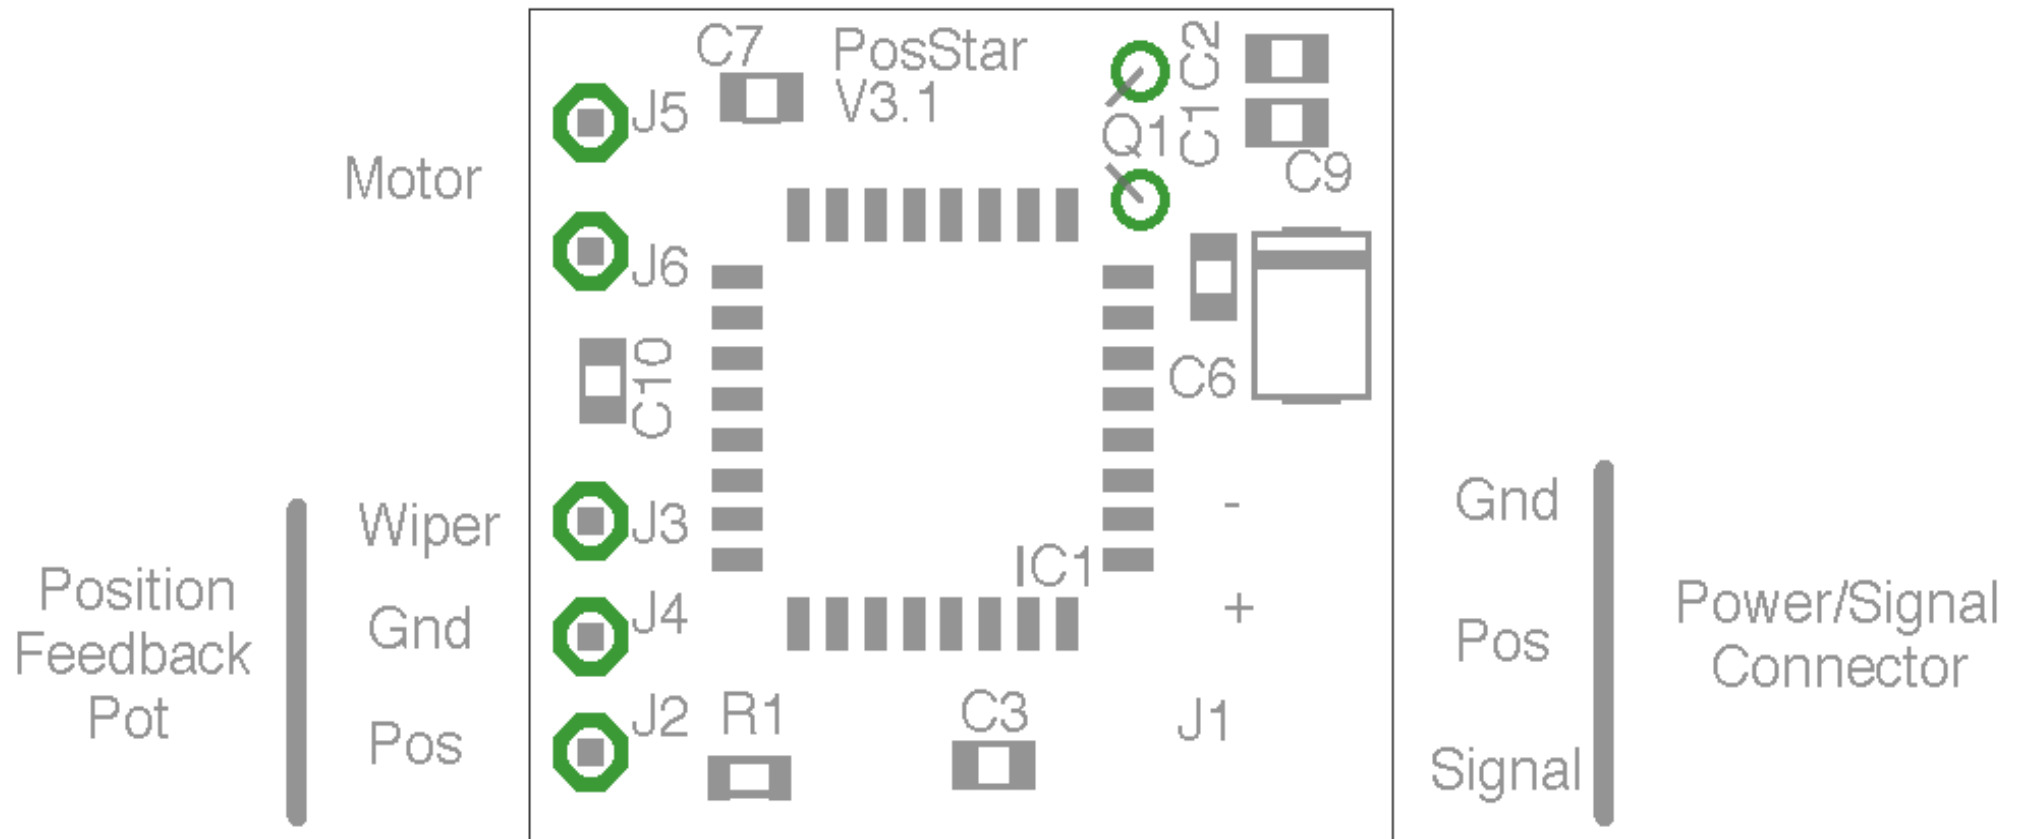 C7
PosStar
V3.1
C2
C1
Q1
C9
J5
Motor
J6
C10
C6
Wiper
J3
Position
Feedback
Pot
Gnd
J4
Pos
J2
IC1
R1
C3
-
+
J1
Gnd
Pos
Signal
Power/Signal
Connector